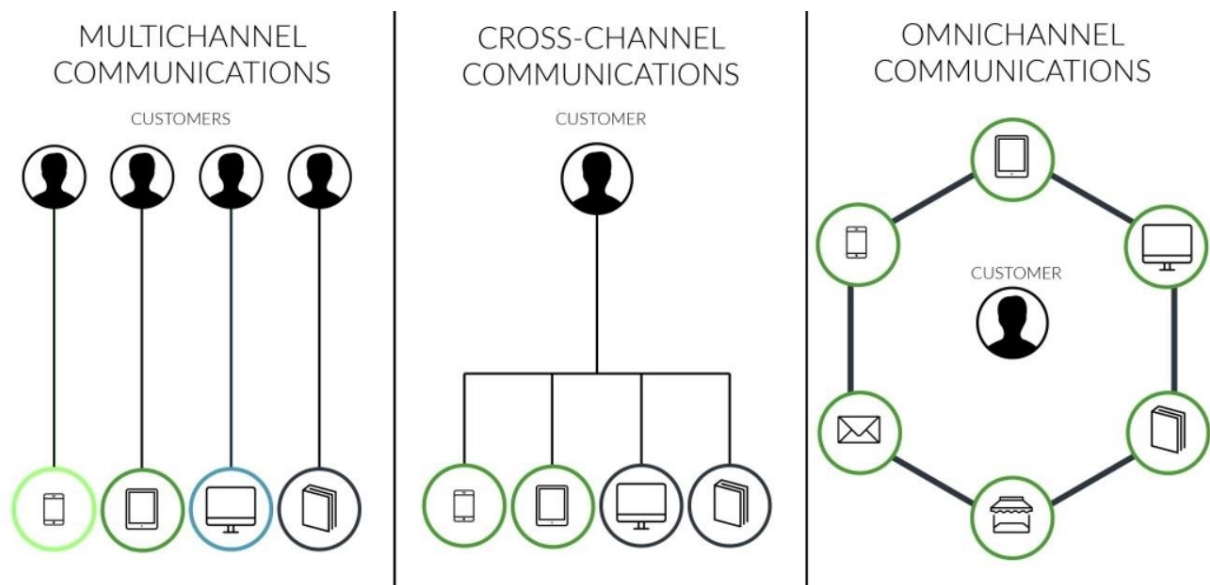 MULTICHANNEL
COMMUNICATIONS
CUSTOMERS
CROSS-CHANNEL
COMMUNICATIONS
CUSTOMER
OMNICHANNEL
COMMUNICATIONS
CUSTOMER